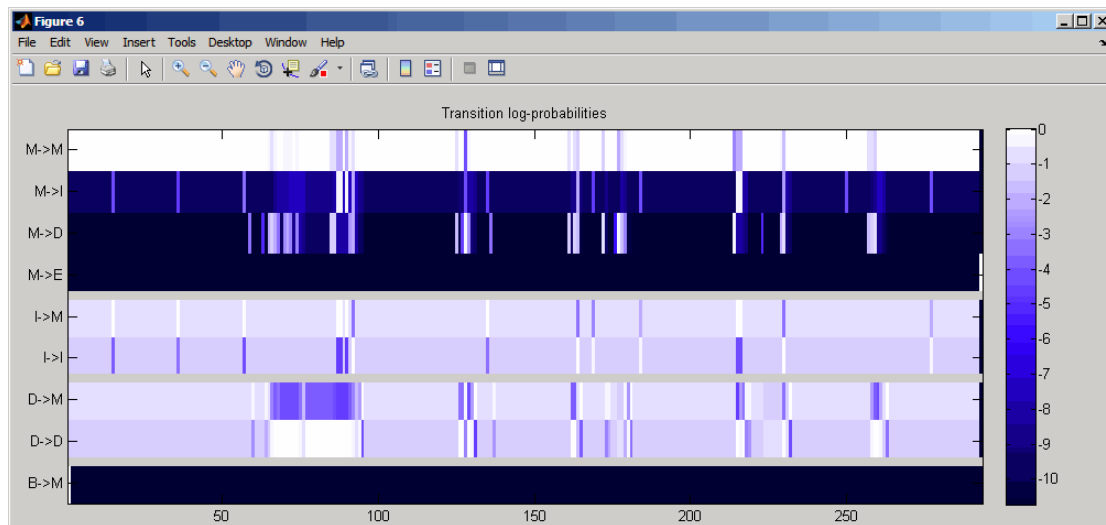 Figure 6
File Edit View Insert Tools Desktop Window Help
Transition log-probabilities
M->M
M->I
M->D
M->E
I->M
I->I
D->M
D->D
B->M
50 100 150 200 250
0
-1
-2
-3
-4
-5
-6
-7
-8
-9
-10